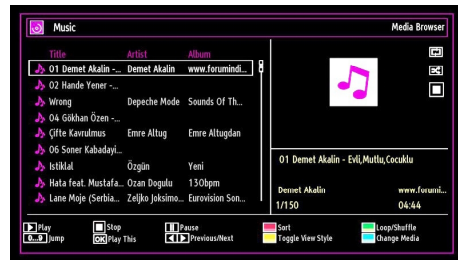 Music
Media Browser
Title Artist Album
01 Demet Akalin -... Demet Akalin www.forumindi...
02 Hande Yener -...
Wrong Depeche Mode Sounds Of Th...
04 Gökhan Özen -...
Çifte Kavrulmus Emre Altug Emre Altugdan
06 Soner Kabadayi...
Istiklal Özgün Yeni
Hata feat. Mustafa... Ozan Dogulu 130bpm
Lane Moje (Serbia... Zeljko Joksimo... Eurovision Son...
01 Demet Akalin - Evli,Mutlu,Cocuklu
Demet Akalin www.forumi...
1/150 04:44
Play Stop Pause Sort Loop/Shuffle
0...9 Jump OK Play This Previous/Next Toggle View Style Change Media